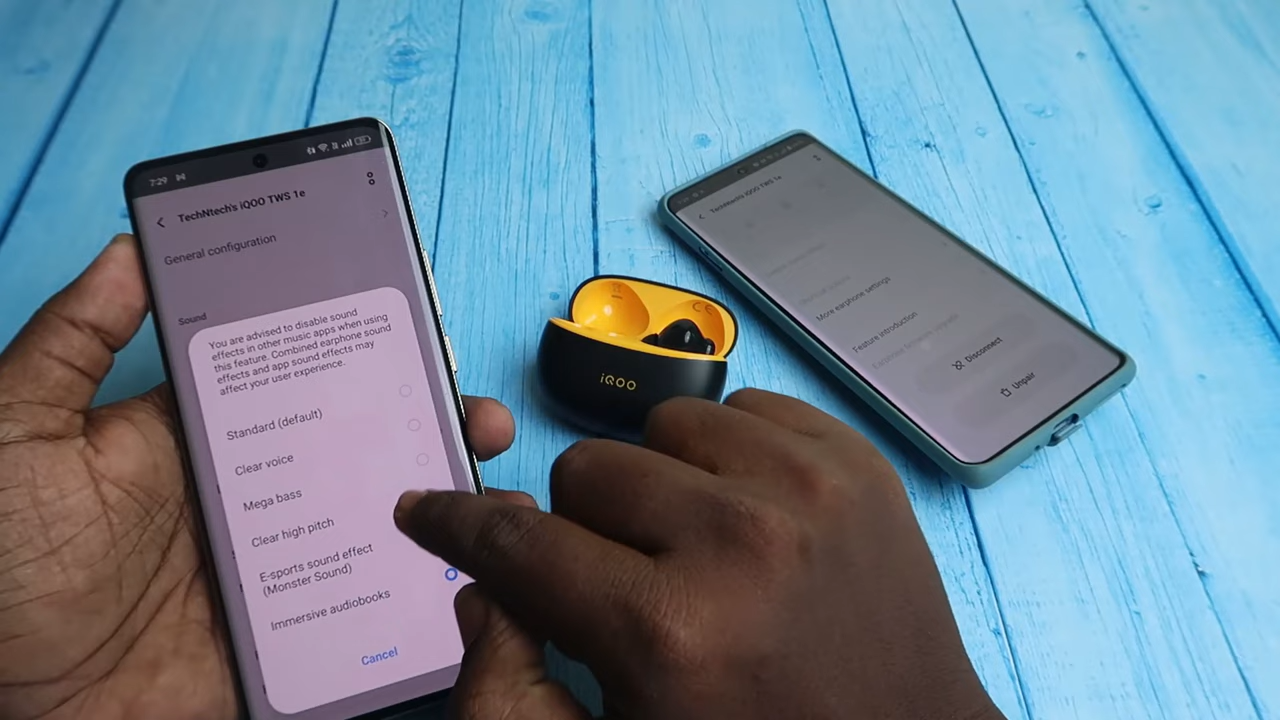 7:29
TechNtech's iQOO TWS 1e
General configuration
Sound
You are advised to disable sound
effects in other music apps when using
this feature. Combined earphone sound
effects and app sound effects may
affect your user experience.
Standard (default)
Clear voice
Mega bass
Clear high pitch
E-sports sound effect
(Monster Sound)
Immersive audiobooks
Cancel
iQOO
TechNtech's iQOO TWS 1e
More earphone settings
Feature introduction
Earphone firmware upgrade
Disconnect
Unpair